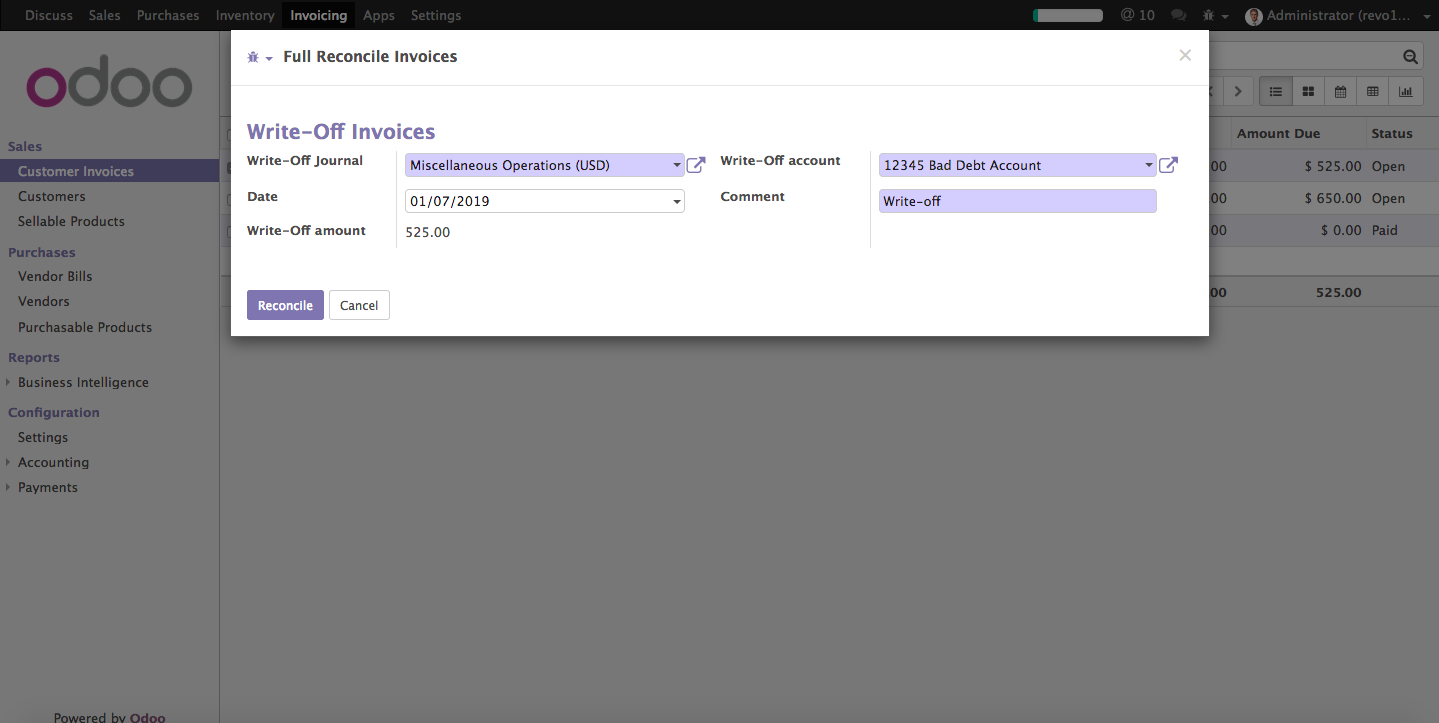 Discuss Sales Purchases Inventory Invoicing Apps Settings @ 10 Administrator (revo1...
Full Reconcile Invoices
odoo
Write-Off Invoices
Write-Off Journal Miscellaneous Operations (USD) Write-Off account 12345 Bad Debt Account
Date 01/07/2019 Comment Write-off
Write-Off amount 525.00
Reconcile Cancel
Sales
Customer Invoices
Customers
Sellable Products
Purchases
Vendor Bills
Vendors
Purchasable Products
Reports
Business Intelligence
Configuration
Settings
Accounting
Payments
Powered by Odoo
Amount Due Status
00 $ 525.00 Open
00 $ 650.00 Open
00 $ 0.00 Paid
00 525.00